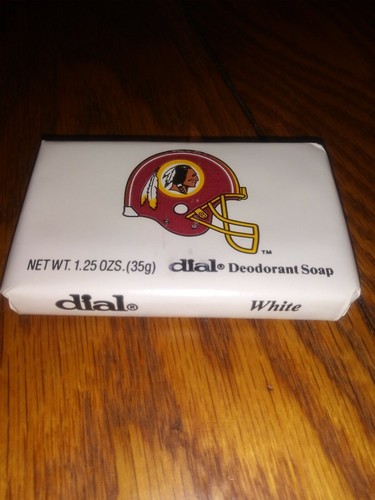 NET WT. 1.25 OZS. (35g) dial® Deodorant Soap
TM
dial® White